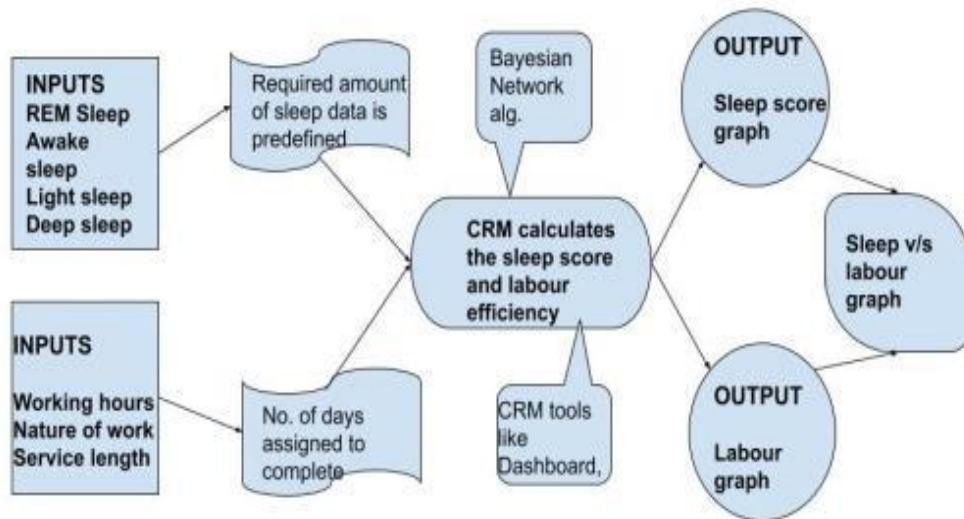 INPUTS
REM Sleep
Awake
sleep
Light sleep
Deep sleep
Required amount
of sleep data is
predefined
Bayesian
Network
alg.
OUTPUT
Sleep score
graph
CRM calculates
the sleep score
and labour
efficiency
Sleep v/s
labour
graph
INPUTS
Working hours
Nature of work
Service length
No. of days
assigned to
complete
CRM tools
like
Dashboard,
OUTPUT
Labour
graph